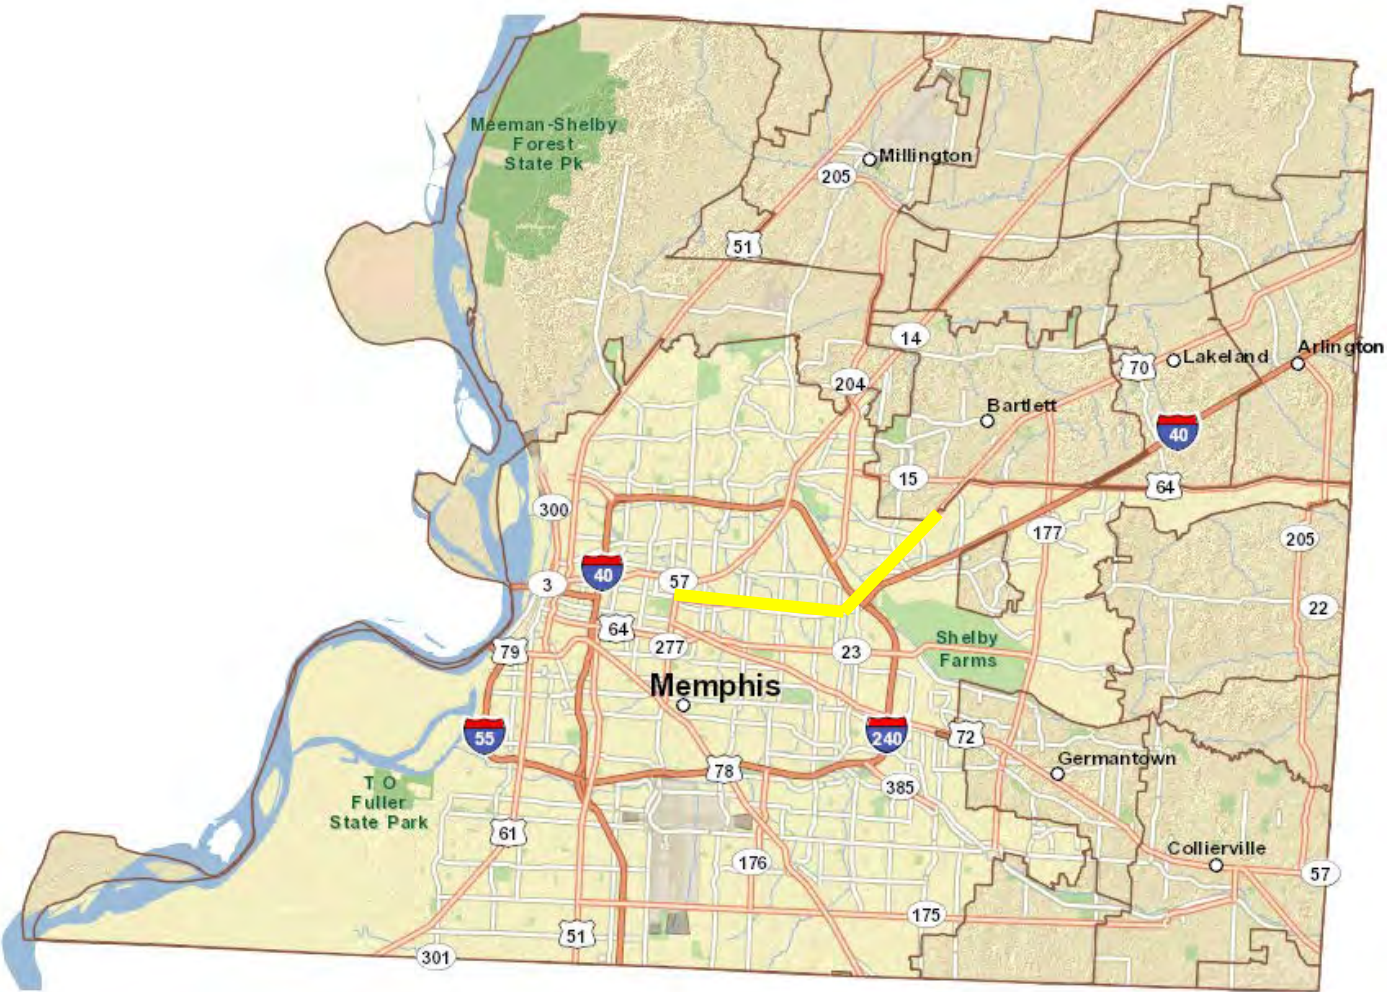 Meeman-Shelby
Forest
State Pk
Millington
205
51
14
Lakeland
Arlington
70
204
Bartlett
40
15
64
300
177
205
3
40
57
22
64
Shelby
Farms
79
277
23
Memphis
55
240
72
Germantown
78
T O
Fuller
State Park
385
61
Collierville
176
57
175
51
301